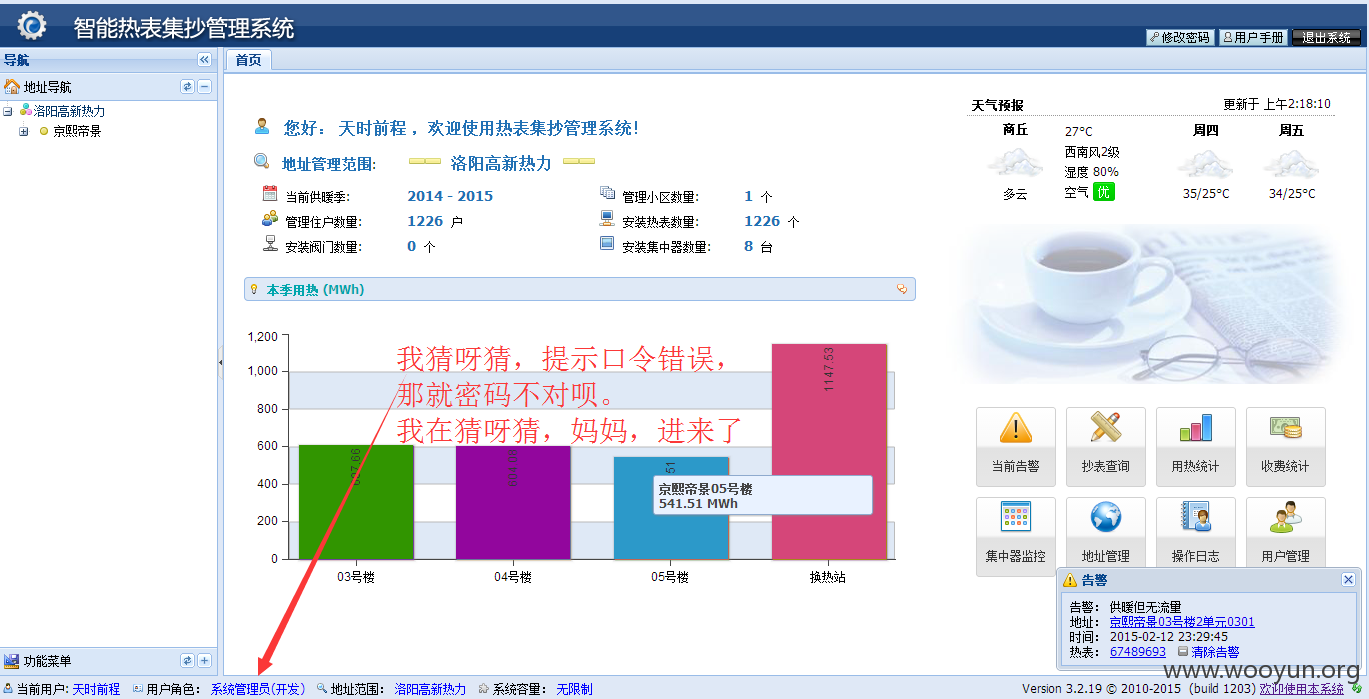 智能热表集抄管理系统
修改密码 用户手册 退出系统
导航
首页
地址导航
洛阳高新热力
京熙帝景
您好： 天时前程 ，欢迎使用热表集抄管理系统!
地址管理范围： 洛阳高新热力
当前供暖季： 2014 - 2015 管理小区数量： 1 个
管理住户数量： 1226 户 安装热表数量： 1226 个
安装阀门数量： 0 个 安装集中器数量： 8 台
天气预报 更新于 上午2:18:10
商丘 27°C 周四 周五
西南风2级
湿度 80%
多云 空气 优 35/25°C 34/25°C
本季用热 (MWh)
1,200
1,000
800
600
400
200
0
1147.53
604.08
51
我猜呀猜，提示口令错误，
那就密码不对呗。
我在猜呀猜，妈妈，进来了
京熙帝景05号楼
541.51 MWh
03号楼 04号楼 05号楼 换热站
当前告警 抄表查询 用热统计 收费统计
集中器监控 地址管理 操作日志 用户管理
告警
告警： 供暖但无流量
地址： 京熙帝景03号楼2单元0301
时间： 2015-02-12 23:29:45
热表： 67489693 清除告警
www.wooyun.org
功能菜单
当前用户: 天时前程 用户角色： 系统管理员(开发) 地址范围： 洛阳高新热力 系统容量： 无限制
Version 3.2.19 © 2010-2015 (build 1203) 欢迎使用本系统